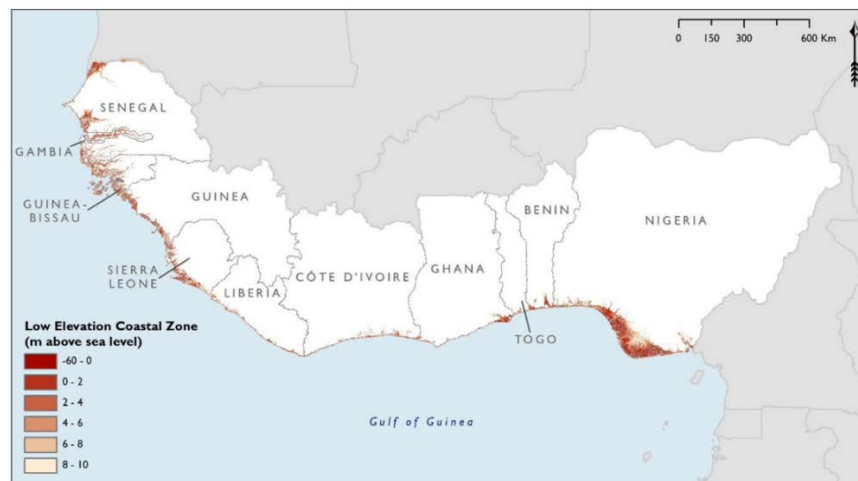 0 150 300 600 Km
SENEGAL
GAMBIA
GUINEA-
BISSAU
GUINEA
SIERRA
LEONE
LIBERIA
CÔTE D'IVOIRE
GHANA
BENIN
TOGO
NIGERIA
Low Elevation Coastal Zone
(m above sea level)
-60 - 0
0 - 2
2 - 4
4 - 6
6 - 8
8 - 10
Gulf of Guinea